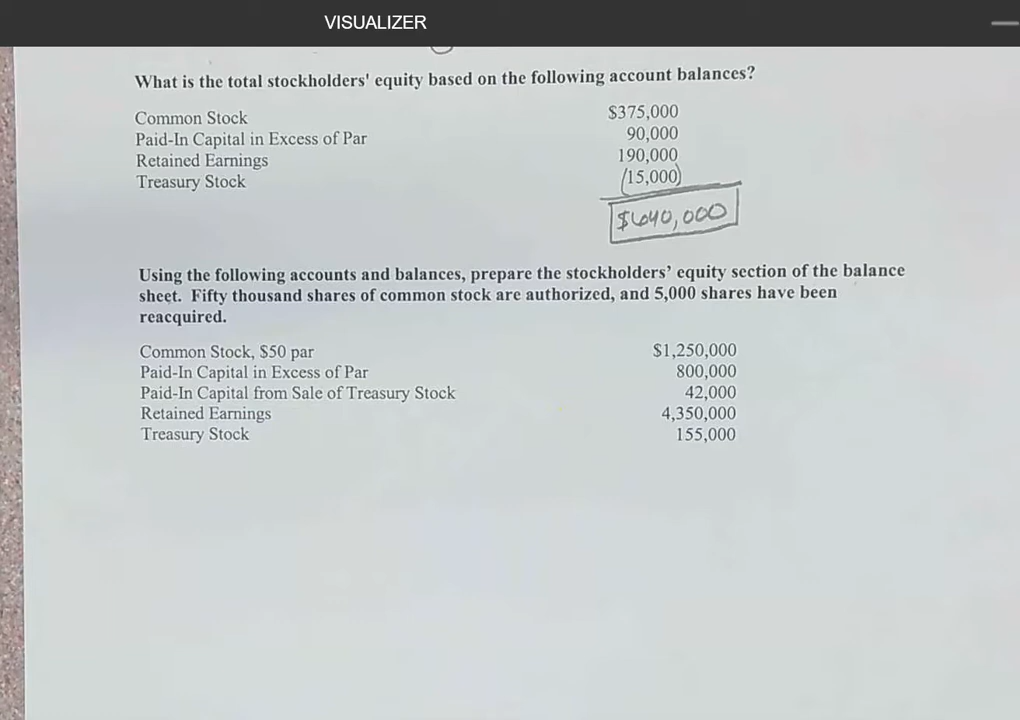 VISUALIZER
What is the total stockholders' equity based on the following account balances?
Common Stock $375,000
Paid-In Capital in Excess of Par 90,000
Retained Earnings 190,000
Treasury Stock (15,000)
$640,000
Using the following accounts and balances, prepare the stockholders' equity section of the balance
sheet. Fifty thousand shares of common stock are authorized, and 5,000 shares have been
reacquired.
Common Stock, $50 par $1,250,000
Paid-In Capital in Excess of Par 800,000
Paid-In Capital from Sale of Treasury Stock 42,000
Retained Earnings 4,350,000
Treasury Stock 155,000